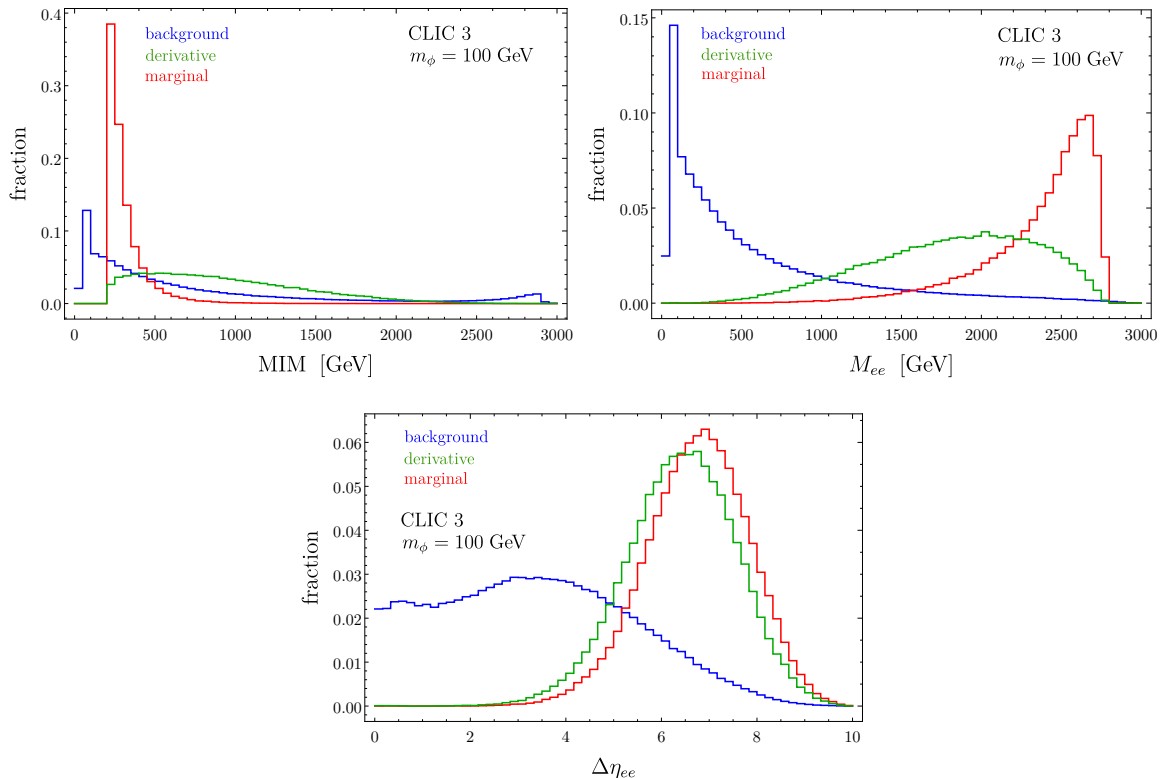 background
derivative
marginal
CLIC 3
m_ϕ = 100 GeV
fraction
0.4
0.3
0.2
0.1
0.0
0
500
1000
1500
2000
2500
3000
MIM [GeV]
background
derivative
marginal
CLIC 3
m_ϕ = 100 GeV
fraction
0.15
0.10
0.05
0.00
0
500
1000
1500
2000
2500
3000
M_ee [GeV]
background
derivative
marginal
CLIC 3
m_ϕ = 100 GeV
fraction
0.06
0.05
0.04
0.03
0.02
0.01
0.00
0
2
4
6
8
10
Δη_ee